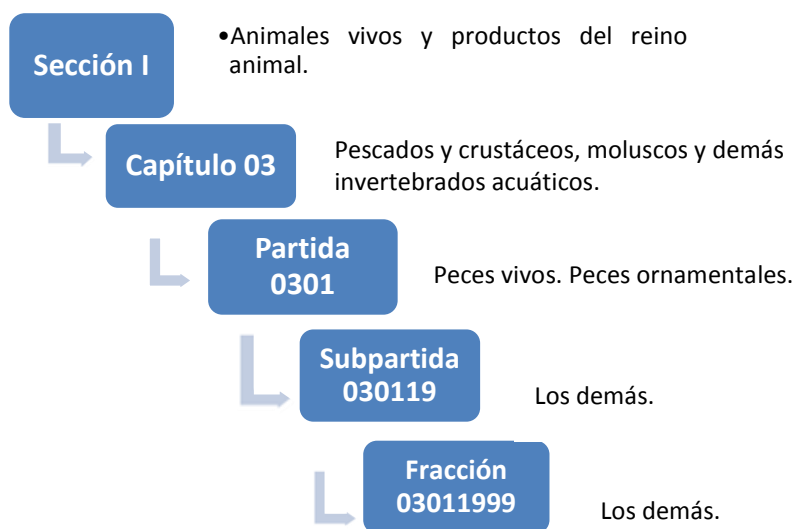 Sección I
•Animales vivos y productos del reino
animal.
Capítulo 03
Pescados y crustáceos, moluscos y demás
invertebrados acuáticos.
Partida
0301
Peces vivos. Peces ornamentales.
Subpartida
030119
Los demás.
Fracción
03011999
Los demás.